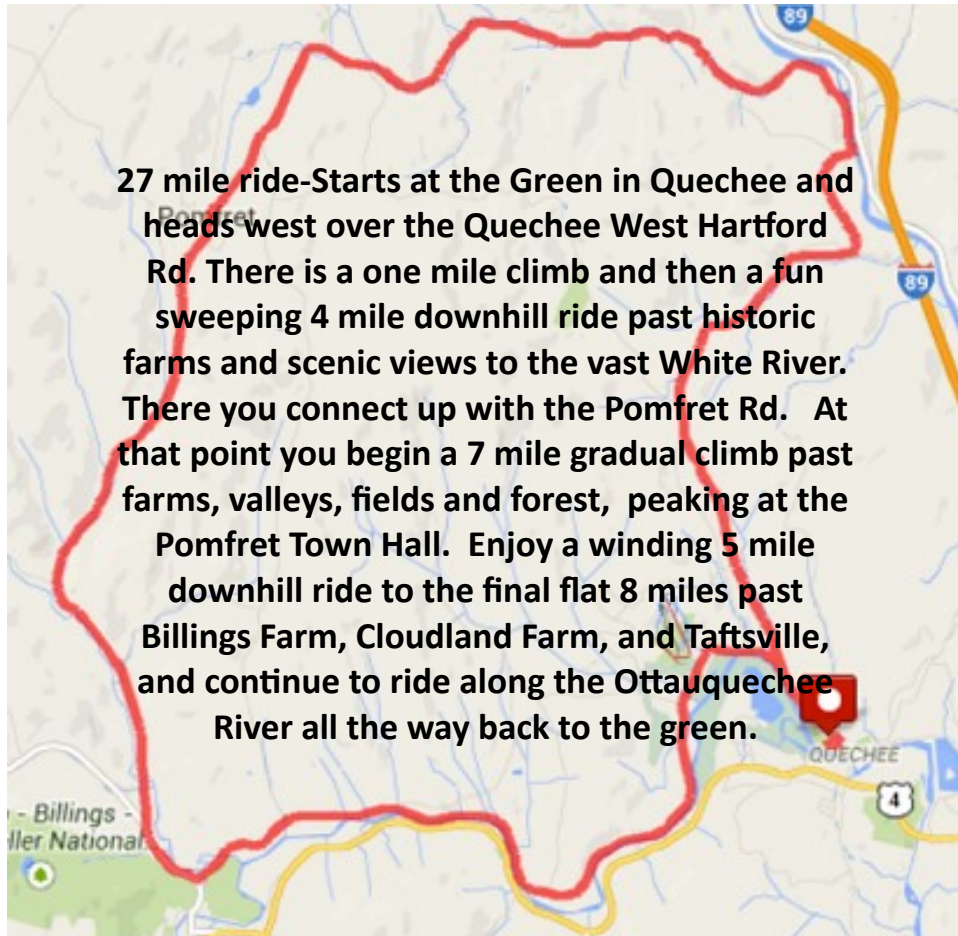 89
27 mile ride-Starts at the Green in Quechee and
Pomfret
heads west over the Quechee West Hartford
Rd. There is a one mile climb and then a fun
89
sweeping 4 mile downhill ride past historic
farms and scenic views to the vast White River.
There you connect up with the Pomfret Rd.   At
that point you begin a 7 mile gradual climb past
farms, valleys, fields and forest,  peaking at the
Pomfret Town Hall.  Enjoy a winding 5 mile
downhill ride to the final flat 8 miles past
Billings Farm, Cloudland Farm, and Taftsville,
and continue to ride along the Ottauquechee
River all the way back to the green.
QUECHEE
4
- Billings -
ller National